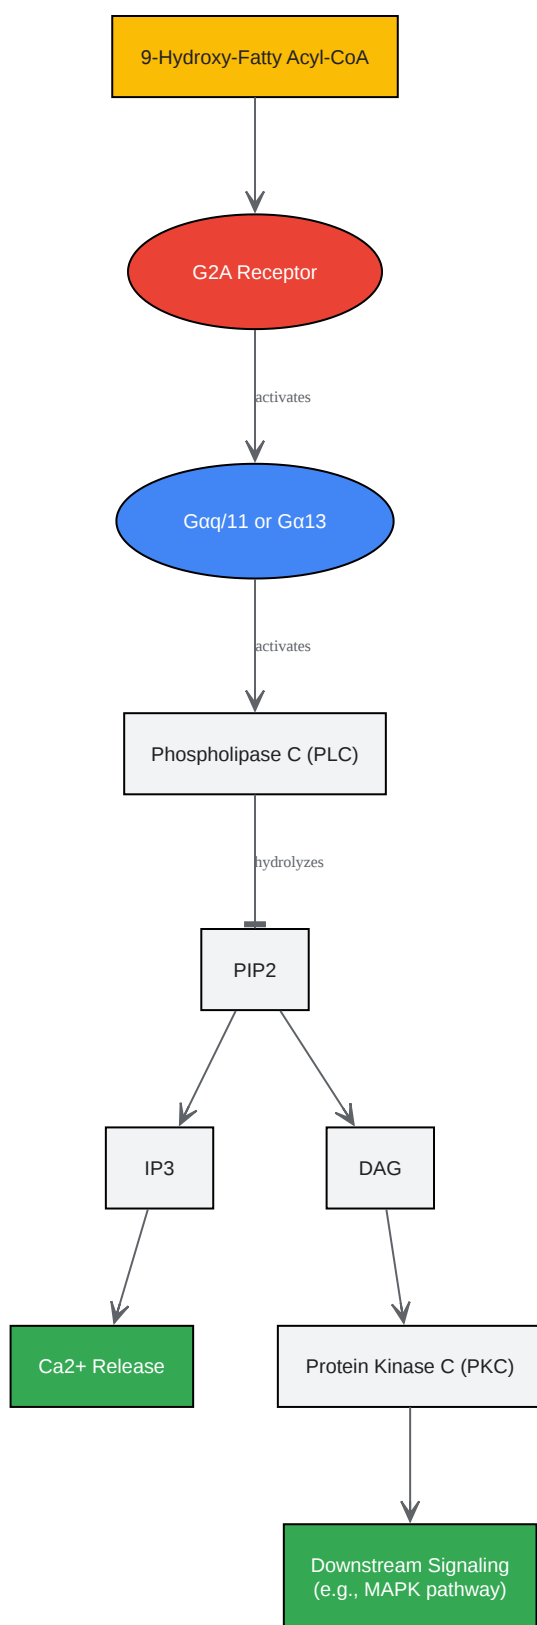 9-Hydroxy-Fatty Acyl-CoA
G2A Receptor
activates
Gαq/11 or Gα13
activates
Phospholipase C (PLC)
hydrolyzes
PIP2
IP3
DAG
Ca2+ Release
Protein Kinase C (PKC)
Downstream Signaling
(e.g., MAPK pathway)